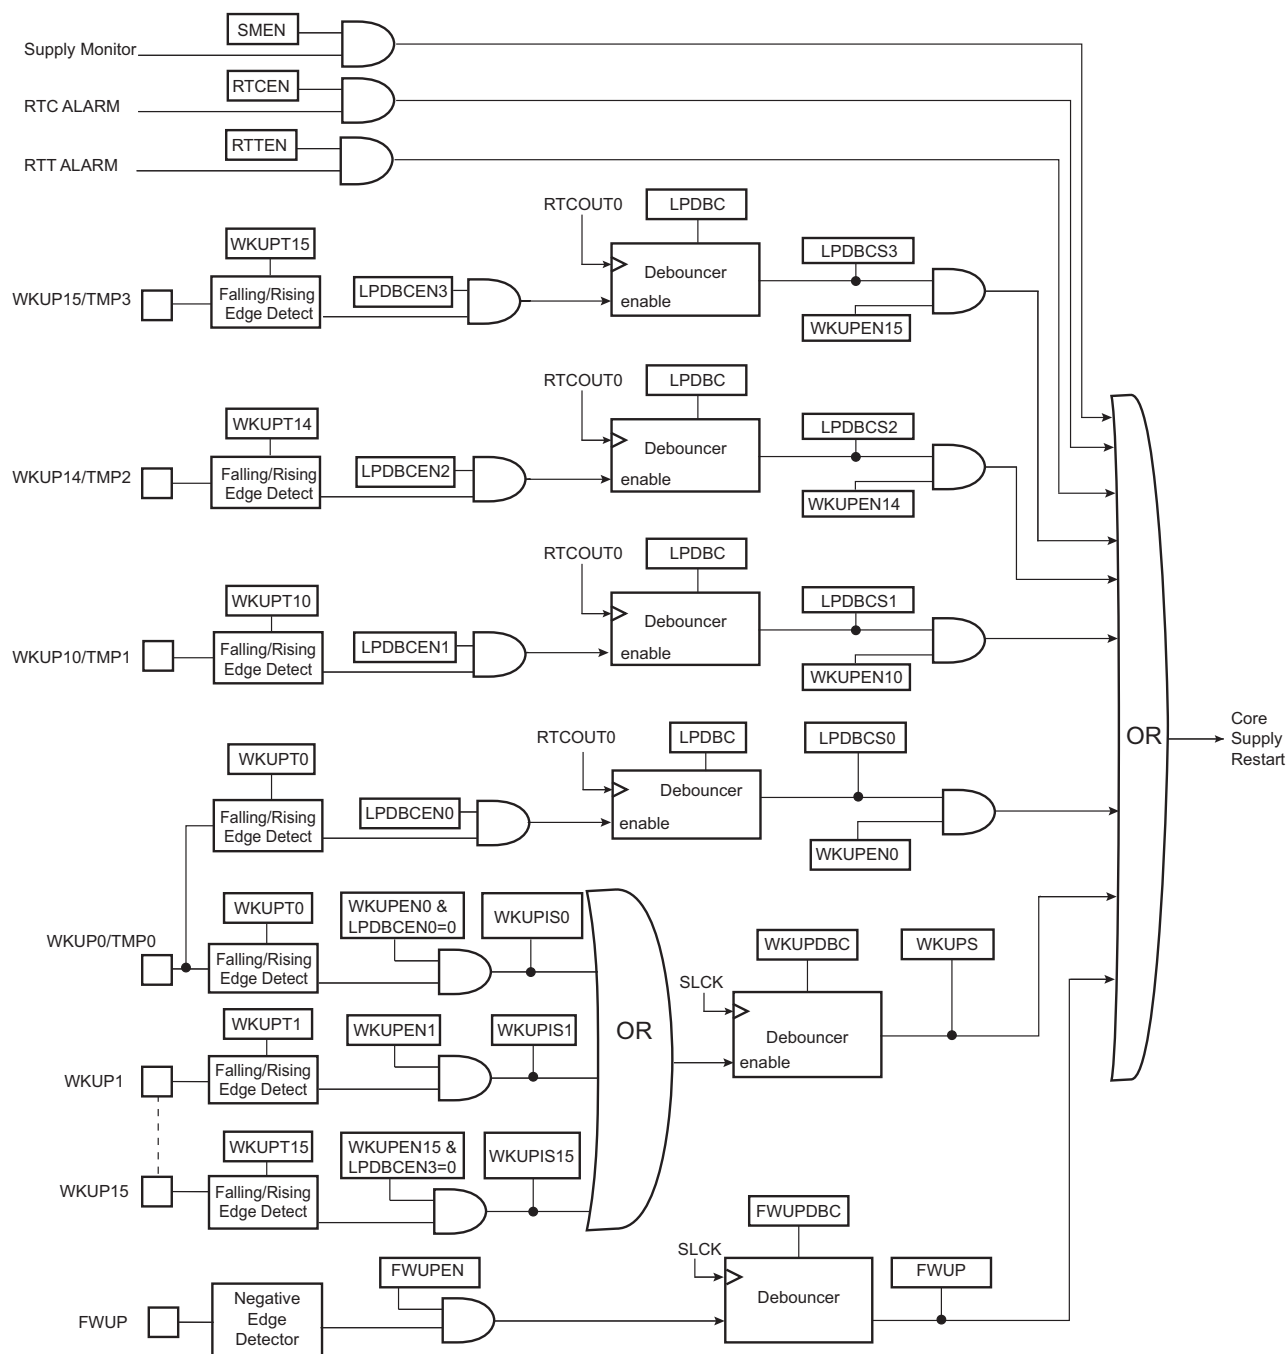 SMEN
Supply Monitor
RTCEN
RTC ALARM
RTTEN
RTT ALARM
RTCOUT0
LPDBC
WKUPT15
LPDBCS3
Debouncer
WKUP15/TMP3
Falling/Rising
Edge Detect
LPDBCEN3
enable
WKUPEN15
RTCOUT0
LPDBC
WKUPT14
LPDBCS2
Debouncer
WKUP14/TMP2
Falling/Rising
Edge Detect
LPDBCEN2
enable
WKUPEN14
RTCOUT0
LPDBC
WKUPT10
LPDBCS1
Debouncer
WKUP10/TMP1
Falling/Rising
Edge Detect
LPDBCEN1
enable
WKUPEN10
OR
Core
Supply
Restart
RTCOUT0
LPDBC
LPDBCS0
WKUPT0
Debouncer
Falling/Rising
Edge Detect
LPDBCEN0
enable
WKUPEN0
WKUPT0
WKUPEN0 &
LPDBCEN0=0
WKUPIS0
WKUP0/TMP0
Falling/Rising
Edge Detect
WKUPDBC
WKUPS
SLCK
WKUPT1
WKUPEN1
WKUPIS1
OR
Debouncer
enable
WKUP1
Falling/Rising
Edge Detect
WKUPT15
WKUPEN15 &
LPDBCEN3=0
WKUPIS15
WKUP15
Falling/Rising
Edge Detect
FWUPDBC
SLCK
FWUPEN
FWUP
Debouncer
FWUP
Negative
Edge
Detector